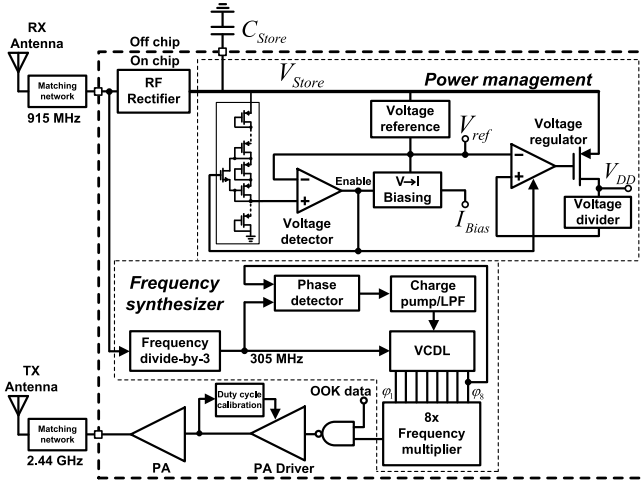 RX
Antenna
Matching
network
915 MHz
Off chip
On chip
C_Store
RF
Rectifier
V_Store
Power management
Voltage
reference
V_ref
Voltage
regulator
V_DD
Voltage
divider
Enable
V→I
Biasing
I_Bias
Voltage
detector
Frequency
synthesizer
Phase
detector
Charge
pump/LPF
Frequency
divide-by-3
305 MHz
VCDL
φ1
φ8
8x
Frequency
multiplier
TX
Antenna
Matching
network
2.44 GHz
PA
Duty cycle
calibration
PA Driver
OOK data